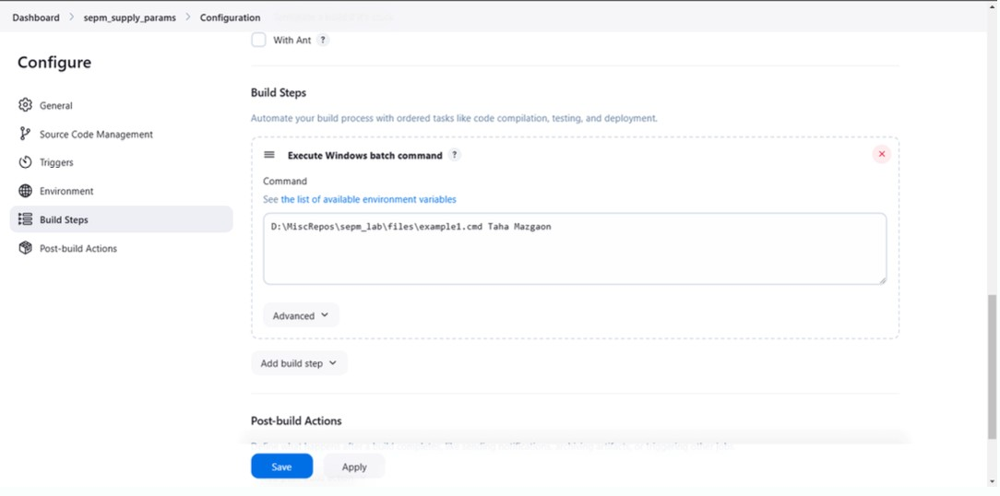 Dashboard > sepm_supply_params > Configuration
Configure
General
Source Code Management
Triggers
Environment
Build Steps
Post-build Actions
With Ant ?
Build Steps
Automate your build process with ordered tasks like code compilation, testing, and deployment.
Execute Windows batch command ?
Command
See the list of available environment variables
D:\MiscRepos\sepm_lab\files\example1.cmd Taha Mazgaon
Advanced
Add build step
Post-build Actions
Save
Apply